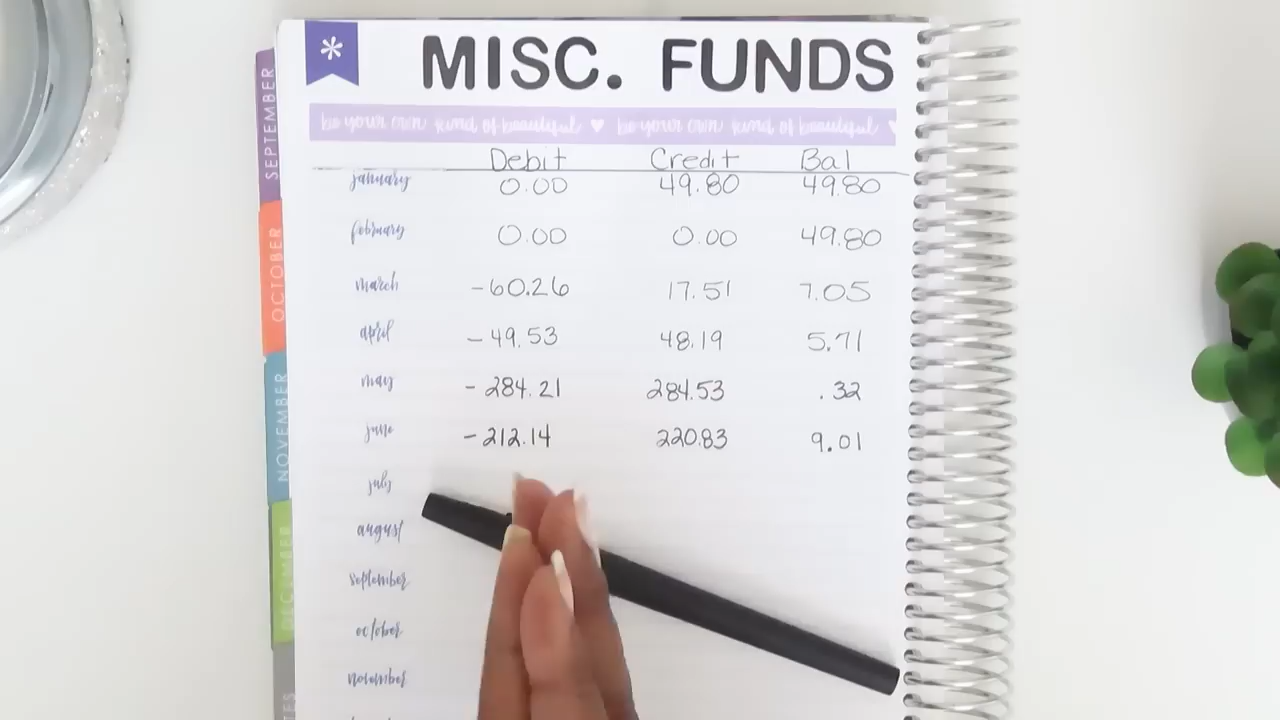 * MISC. FUNDS
be your own kind of beautiful ♥ be your own kind of beautiful ♥
Debit Credit Bal
january 0.00 49.80 49.80
february 0.00 0.00 49.80
march -60.26 17.51 7.05
april -49.53 48.19 5.71
may -284.21 284.53 .32
june -212.14 220.83 9.01
july
august
september
october
november
SEPTEMBER
OCTOBER
NOVEMBER
DECEMBER